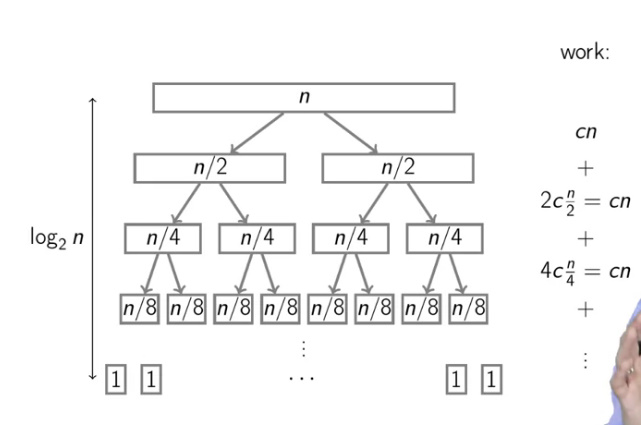 work:
n
cn
+
n/2 n/2
2c n/2 = cn
log₂ n
n/4 n/4 n/4 n/4
+
4c n/4 = cn
n/8 n/8 n/8 n/8 n/8 n/8 n/8 n/8
+
⋮
⋮
1 1 ... 1 1